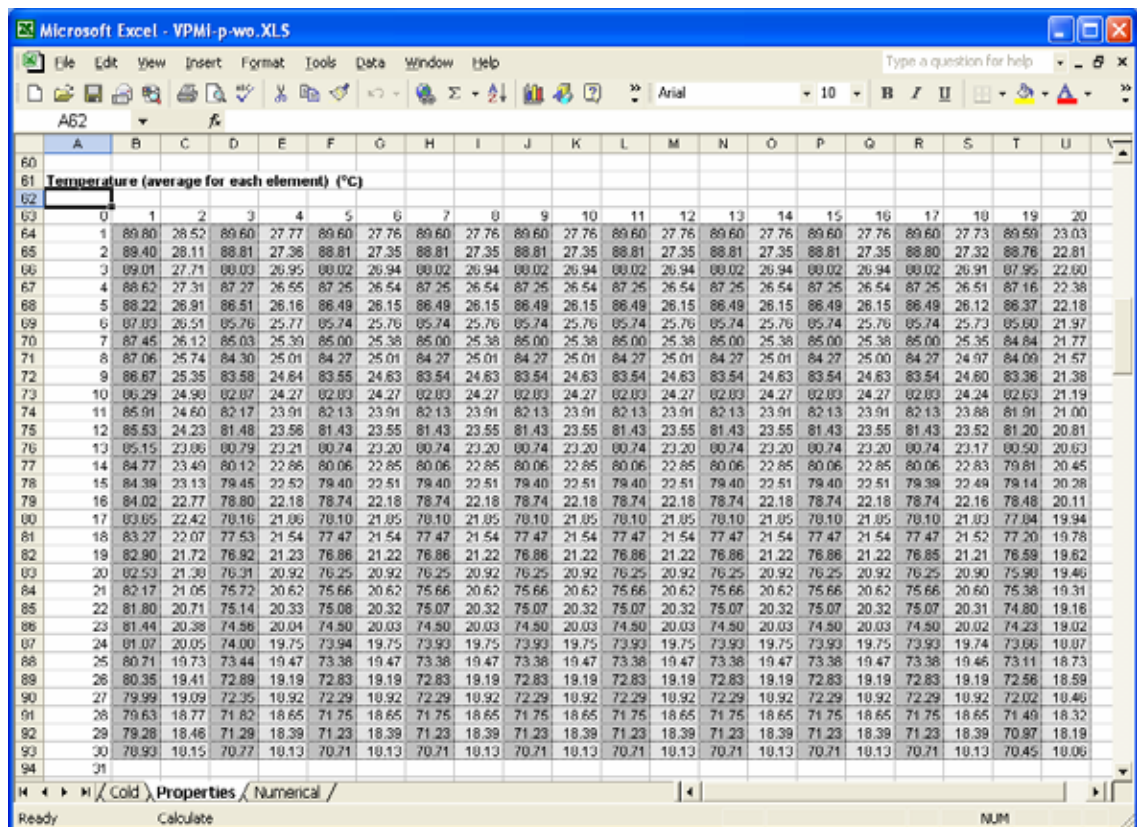 Microsoft Excel - VPMi-p-wo.XLS
File Edit View Insert Format Tools Data Window Help Type a question for help
Arial 10 B I U
A62 fx
A B C D E F G H I J K L M N O P Q R S T U V
60
61 Temperature (average for each element) (°C)
62
63 0 1 2 3 4 5 6 7 8 9 10 11 12 13 14 15 16 17 18 19 20
64 1 89.80 28.52 89.60 27.77 89.60 27.76 89.60 27.76 89.60 27.76 89.60 27.76 89.60 27.76 89.60 27.76 89.60 27.73 89.59 23.03
65 2 89.40 28.11 88.81 27.36 88.81 27.35 88.81 27.35 88.81 27.35 88.81 27.35 88.81 27.35 88.81 27.35 88.80 27.32 88.76 22.81
66 3 89.01 27.71 88.03 26.95 88.02 26.94 88.02 26.94 88.02 26.94 88.02 26.94 88.02 26.94 88.02 26.94 88.02 26.91 87.95 22.60
67 4 88.62 27.31 87.27 26.55 87.25 26.54 87.25 26.54 87.25 26.54 87.25 26.54 87.25 26.54 87.25 26.54 87.25 26.51 87.16 22.38
68 5 88.22 26.91 86.51 26.16 86.49 26.15 86.49 26.15 86.49 26.15 86.49 26.15 86.49 26.15 86.49 26.15 86.49 26.12 86.37 22.18
69 6 87.83 26.51 85.76 25.77 85.74 25.76 85.74 25.76 85.74 25.76 85.74 25.76 85.74 25.76 85.74 25.76 85.74 25.73 85.60 21.97
70 7 87.45 26.12 85.03 25.39 85.00 25.38 85.00 25.38 85.00 25.38 85.00 25.38 85.00 25.38 85.00 25.38 85.00 25.35 84.84 21.77
71 8 87.06 25.74 84.30 25.01 84.27 25.01 84.27 25.01 84.27 25.01 84.27 25.01 84.27 25.01 84.27 25.00 84.27 24.97 84.09 21.57
72 9 86.67 25.35 83.58 24.64 83.55 24.63 83.54 24.63 83.54 24.63 83.54 24.63 83.54 24.63 83.54 24.63 83.54 24.60 83.36 21.38
73 10 86.29 24.98 82.87 24.27 82.83 24.27 82.83 24.27 82.83 24.27 82.83 24.27 82.83 24.27 82.83 24.27 82.83 24.24 82.63 21.19
74 11 85.91 24.60 82.17 23.91 82.13 23.91 82.13 23.91 82.13 23.91 82.13 23.91 82.13 23.91 82.13 23.91 82.13 23.88 81.91 21.00
75 12 85.53 24.23 81.48 23.56 81.43 23.55 81.43 23.55 81.43 23.55 81.43 23.55 81.43 23.55 81.43 23.55 81.43 23.52 81.20 20.81
76 13 85.15 23.86 80.79 23.21 80.74 23.20 80.74 23.20 80.74 23.20 80.74 23.20 80.74 23.20 80.74 23.20 80.74 23.17 80.50 20.63
77 14 84.77 23.49 80.12 22.86 80.06 22.85 80.06 22.85 80.06 22.85 80.06 22.85 80.06 22.85 80.06 22.85 80.06 22.83 79.81 20.45
78 15 84.39 23.13 79.45 22.52 79.40 22.51 79.40 22.51 79.40 22.51 79.40 22.51 79.40 22.51 79.40 22.51 79.39 22.49 79.14 20.28
79 16 84.02 22.77 78.80 22.18 78.74 22.18 78.74 22.18 78.74 22.18 78.74 22.18 78.74 22.18 78.74 22.18 78.74 22.16 78.48 20.11
80 17 83.65 22.42 78.16 21.86 78.10 21.85 78.10 21.85 78.10 21.85 78.10 21.85 78.10 21.85 78.10 21.85 78.10 21.83 77.84 19.94
81 18 83.27 22.07 77.53 21.54 77.47 21.54 77.47 21.54 77.47 21.54 77.47 21.54 77.47 21.54 77.47 21.54 77.47 21.52 77.20 19.78
82 19 82.90 21.72 76.92 21.23 76.86 21.22 76.86 21.22 76.86 21.22 76.86 21.22 76.86 21.22 76.86 21.22 76.85 21.21 76.59 19.62
83 20 82.53 21.38 76.31 20.92 76.25 20.92 76.25 20.92 76.25 20.92 76.25 20.92 76.25 20.92 76.25 20.92 76.25 20.90 75.98 19.46
84 21 82.17 21.05 75.72 20.62 75.66 20.62 75.66 20.62 75.66 20.62 75.66 20.62 75.66 20.62 75.66 20.62 75.66 20.60 75.38 19.31
85 22 81.80 20.71 75.14 20.33 75.08 20.32 75.07 20.32 75.07 20.32 75.07 20.32 75.07 20.32 75.07 20.32 75.07 20.31 74.80 19.16
86 23 81.44 20.38 74.56 20.04 74.50 20.03 74.50 20.03 74.50 20.03 74.50 20.03 74.50 20.03 74.50 20.03 74.50 20.02 74.23 19.02
87 24 81.07 20.05 74.00 19.75 73.94 19.75 73.93 19.75 73.93 19.75 73.93 19.75 73.93 19.75 73.93 19.75 73.93 19.74 73.66 18.87
88 25 80.71 19.73 73.44 19.47 73.38 19.47 73.38 19.47 73.38 19.47 73.38 19.47 73.38 19.47 73.38 19.47 73.38 19.46 73.11 18.73
89 26 80.35 19.41 72.89 19.19 72.83 19.19 72.83 19.19 72.83 19.19 72.83 19.19 72.83 19.19 72.83 19.19 72.83 19.18 72.56 18.59
90 27 79.99 19.09 72.35 18.92 72.29 18.92 72.29 18.92 72.29 18.92 72.29 18.92 72.29 18.92 72.29 18.92 72.29 18.92 72.02 18.46
91 28 79.63 18.77 71.82 18.65 71.75 18.65 71.75 18.65 71.75 18.65 71.75 18.65 71.75 18.65 71.75 18.65 71.75 18.65 71.49 18.32
92 29 79.28 18.46 71.29 18.39 71.23 18.39 71.23 18.39 71.23 18.39 71.23 18.39 71.23 18.39 71.23 18.39 71.23 18.39 70.97 18.19
93 30 78.93 18.15 70.77 18.13 70.71 18.13 70.71 18.13 70.71 18.13 70.71 18.13 70.71 18.13 70.71 18.13 70.71 18.13 70.45 18.06
94 31
Cold Properties Numerical
Ready Calculate NUM